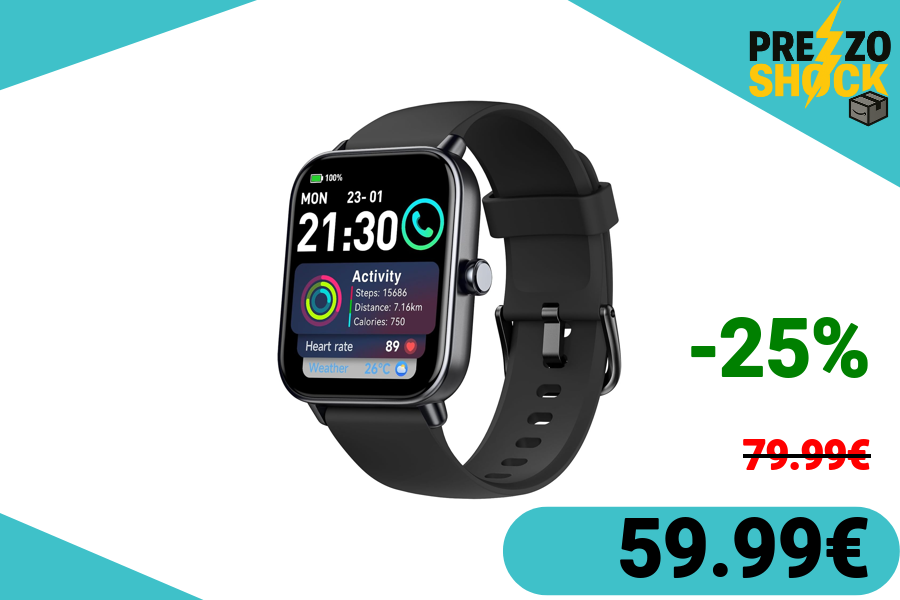 PREZZO
SHOCK
100%
MON 23-01
21:30
Activity
Steps: 15686
Distance: 7.16km
Calories: 750
Heart rate 89
Weather 26°C
-25%
79.99€
59.99€